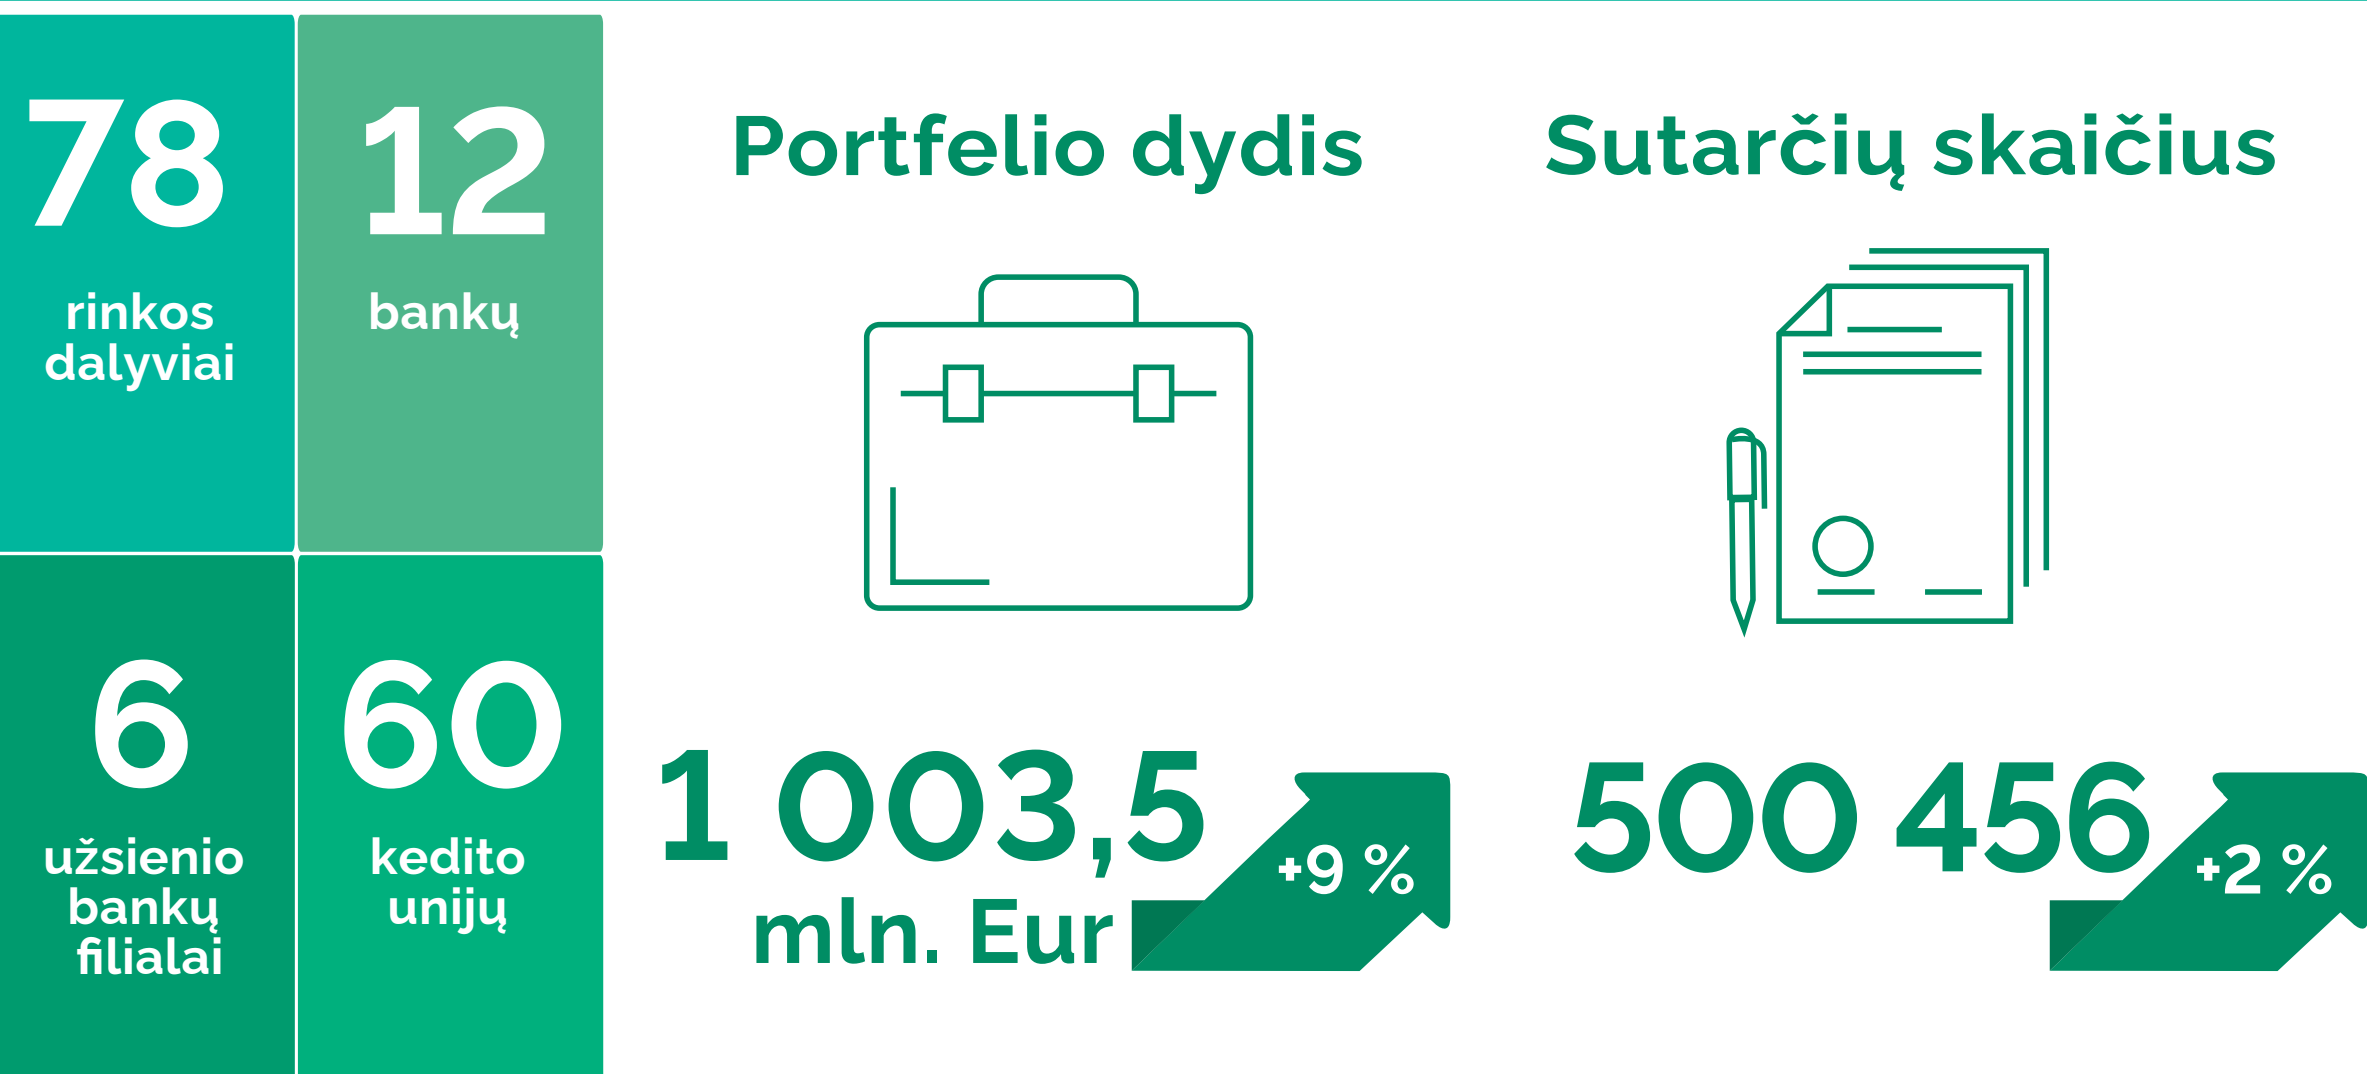 78
rinkos
dalyviai
12
bankų
6
užsienio
bankų
filialai
60
kedito
unijų
Portfelio dydis
1 003,5
mln. Eur
+9 %
Sutarčių skaičius
500 456
+2 %